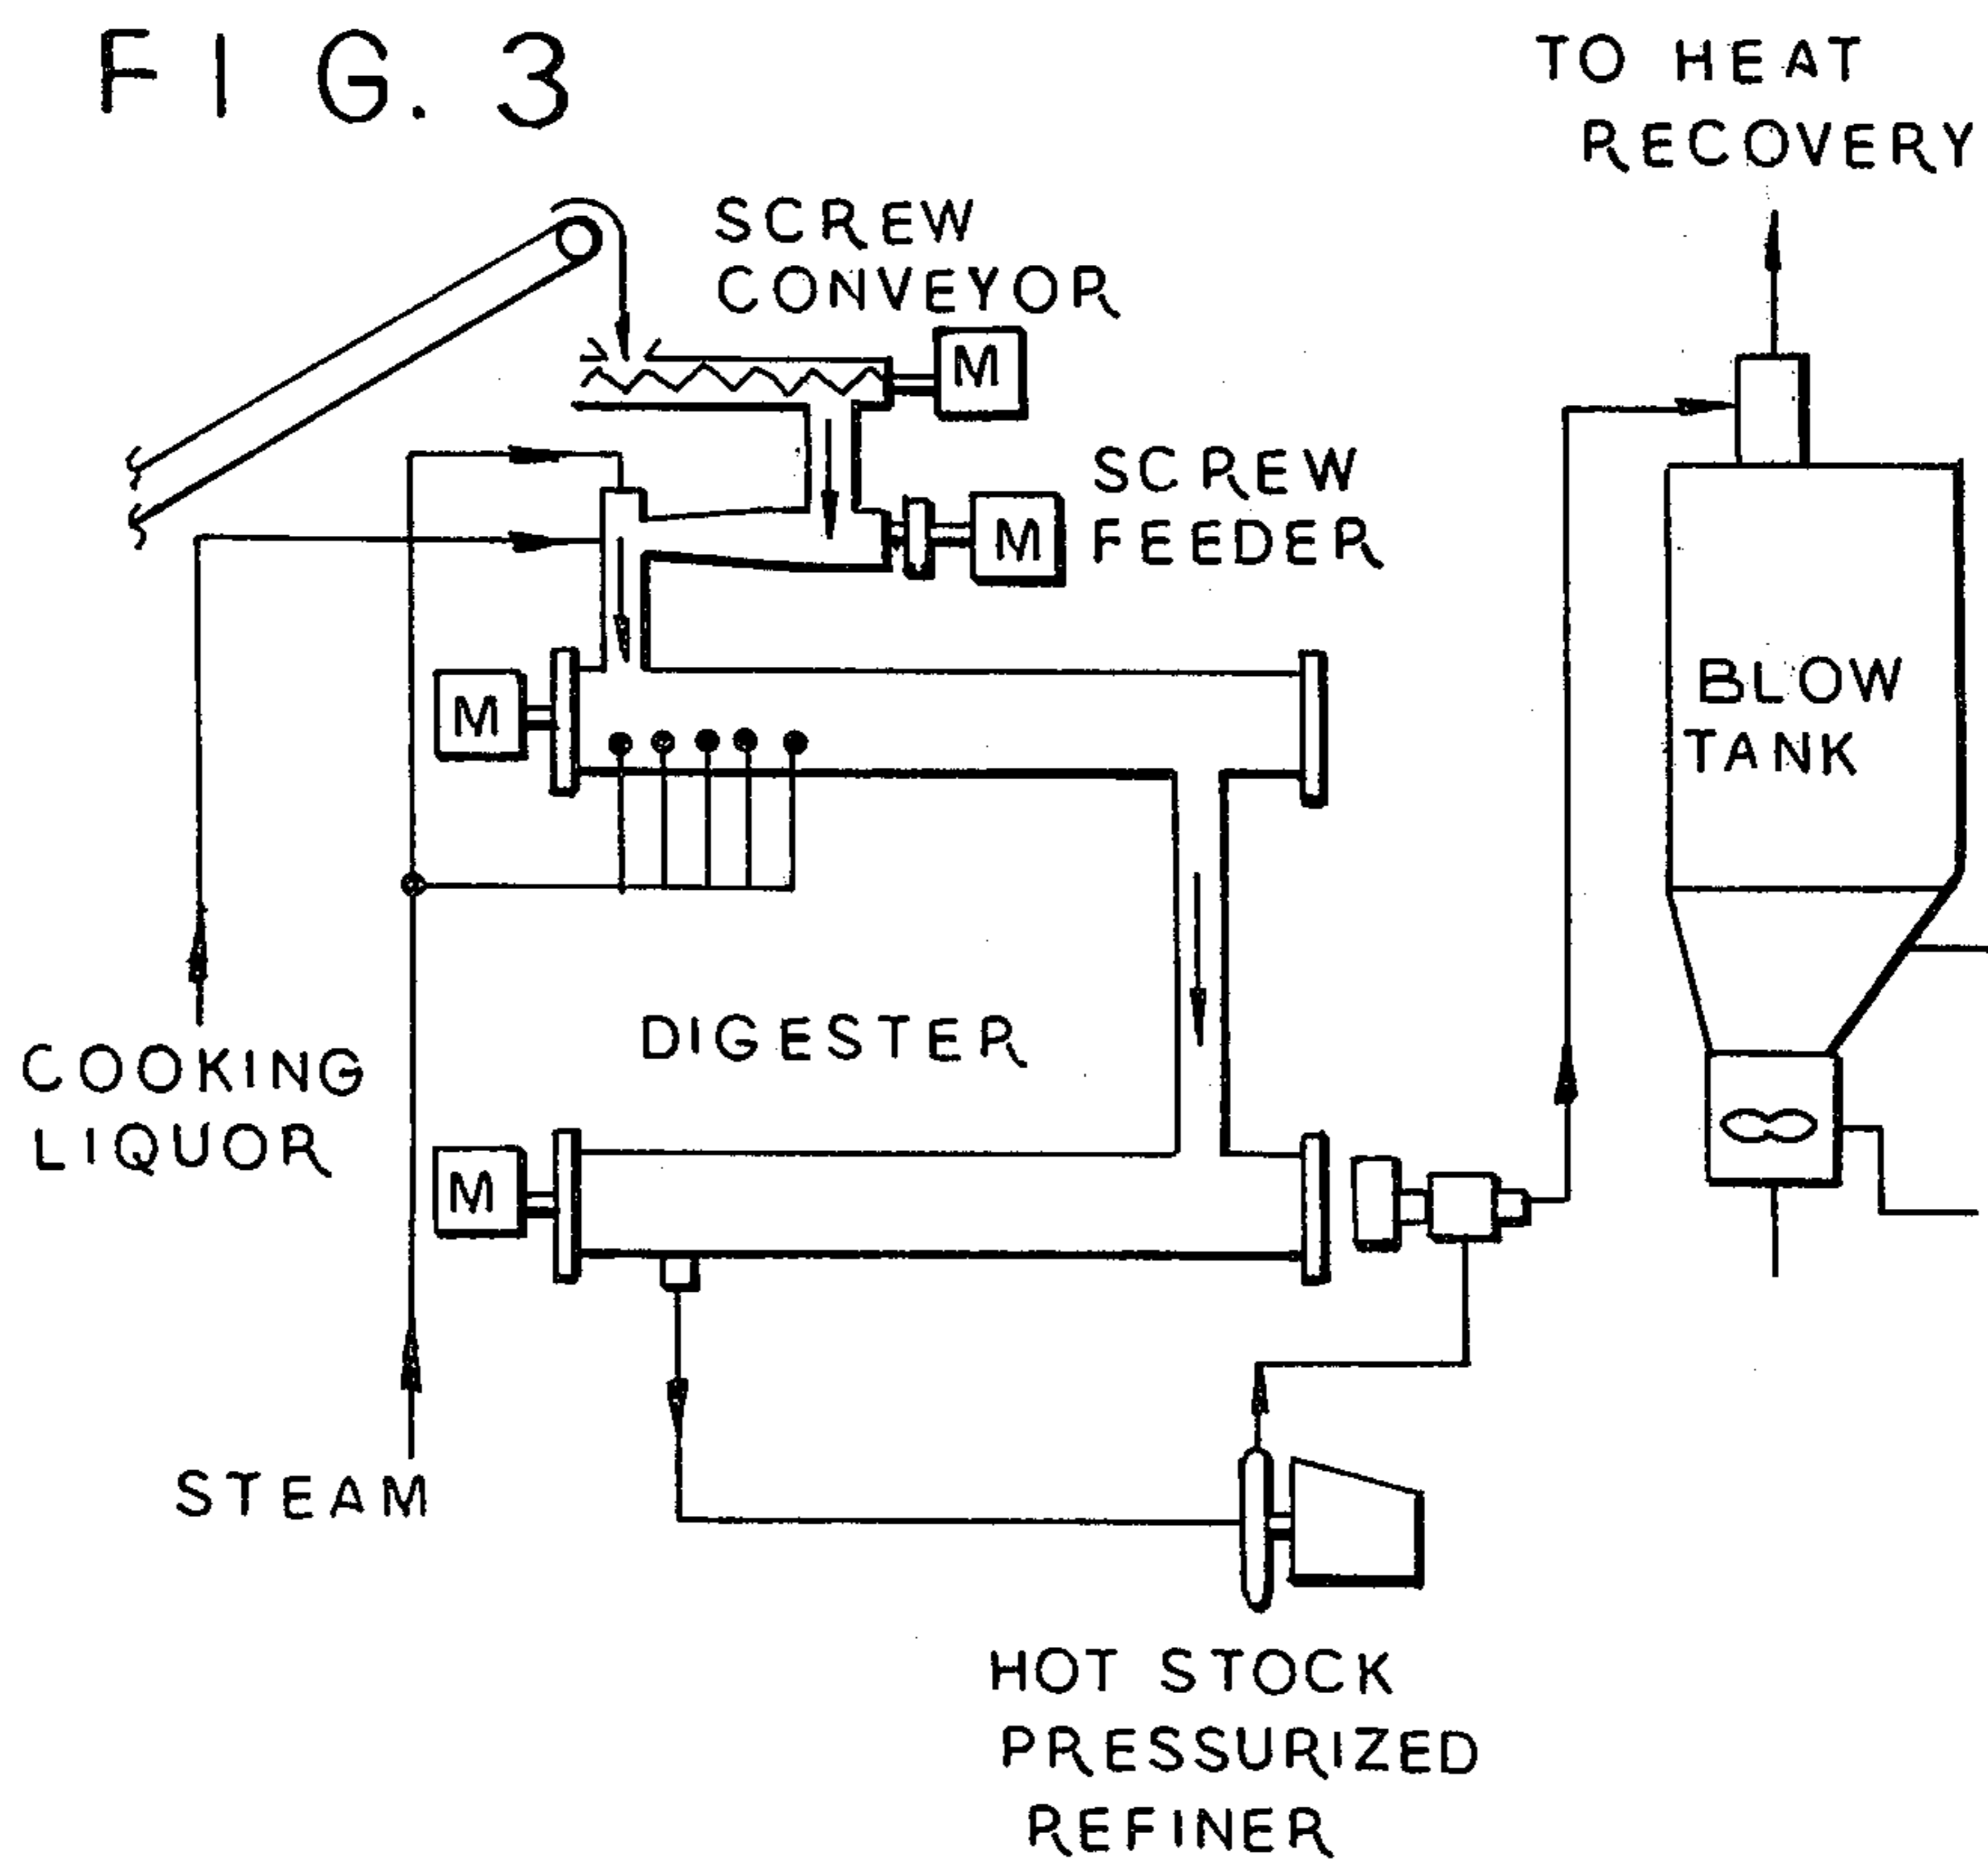 FIG. 3
TO HEAT
RECOVERY
SCREW
CONVEYOR
M
SCREW
FEEDER
M
M
BLOW
TANK
DIGESTER
COOKING
LIQUOR
M
STEAM
HOT STOCK
PRESSURIZED
REFINER